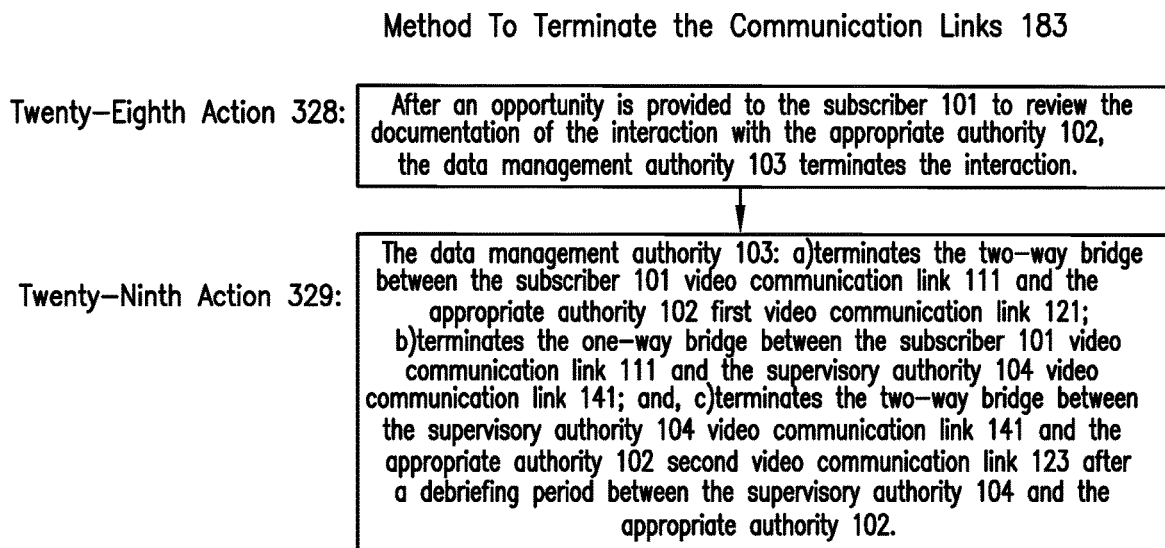 Method To Terminate the Communication Links 183
Twenty-Eighth Action 328:
After an opportunity is provided to the subscriber 101 to review the
documentation of the interaction with the appropriate authority 102,
the data management authority 103 terminates the interaction.
Twenty-Ninth Action 329:
The data management authority 103: a)terminates the two-way bridge
between the subscriber 101 video communication link 111 and the
appropriate authority 102 first video communication link 121;
b)terminates the one-way bridge between the subscriber 101 video
communication link 111 and the supervisory authority 104 video
communication link 141; and, c)terminates the two-way bridge between
the supervisory authority 104 video communication link 141 and the
appropriate authority 102 second video communication link 123 after
a debriefing period between the supervisory authority 104 and the
appropriate authority 102.